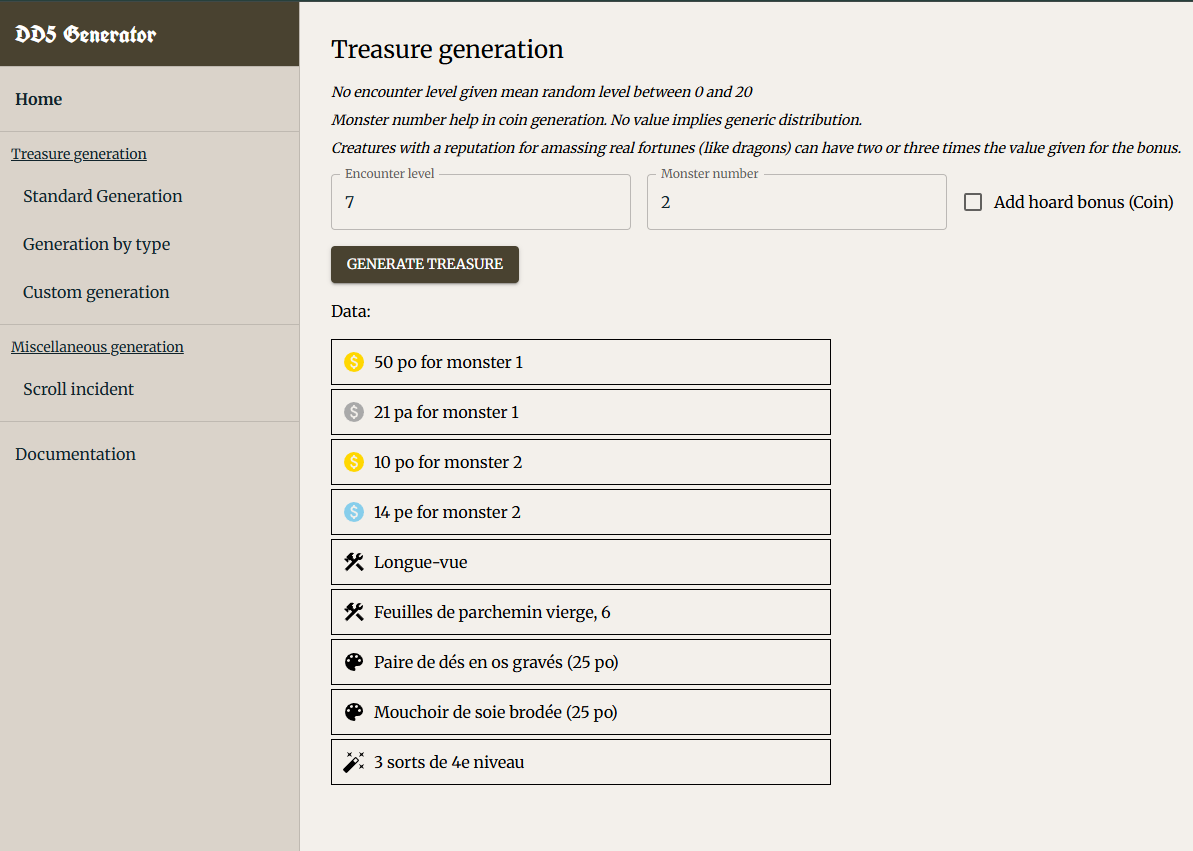 DD5 Generator
Home
Treasure generation
Standard Generation
Generation by type
Custom generation
Miscellaneous generation
Scroll incident
Documentation
Treasure generation
No encounter level given mean random level between 0 and 20
Monster number help in coin generation. No value implies generic distribution.
Creatures with a reputation for amassing real fortunes (like dragons) can have two or three times the value given for the bonus.
Encounter level
7
Monster number
2
Add hoard bonus (Coin)
GENERATE TREASURE
Data:
50 po for monster 1
21 pa for monster 1
10 po for monster 2
14 pe for monster 2
Longue-vue
Feuilles de parchemin vierge, 6
Paire de dés en os gravés (25 po)
Mouchoir de soie brodée (25 po)
3 sorts de 4e niveau